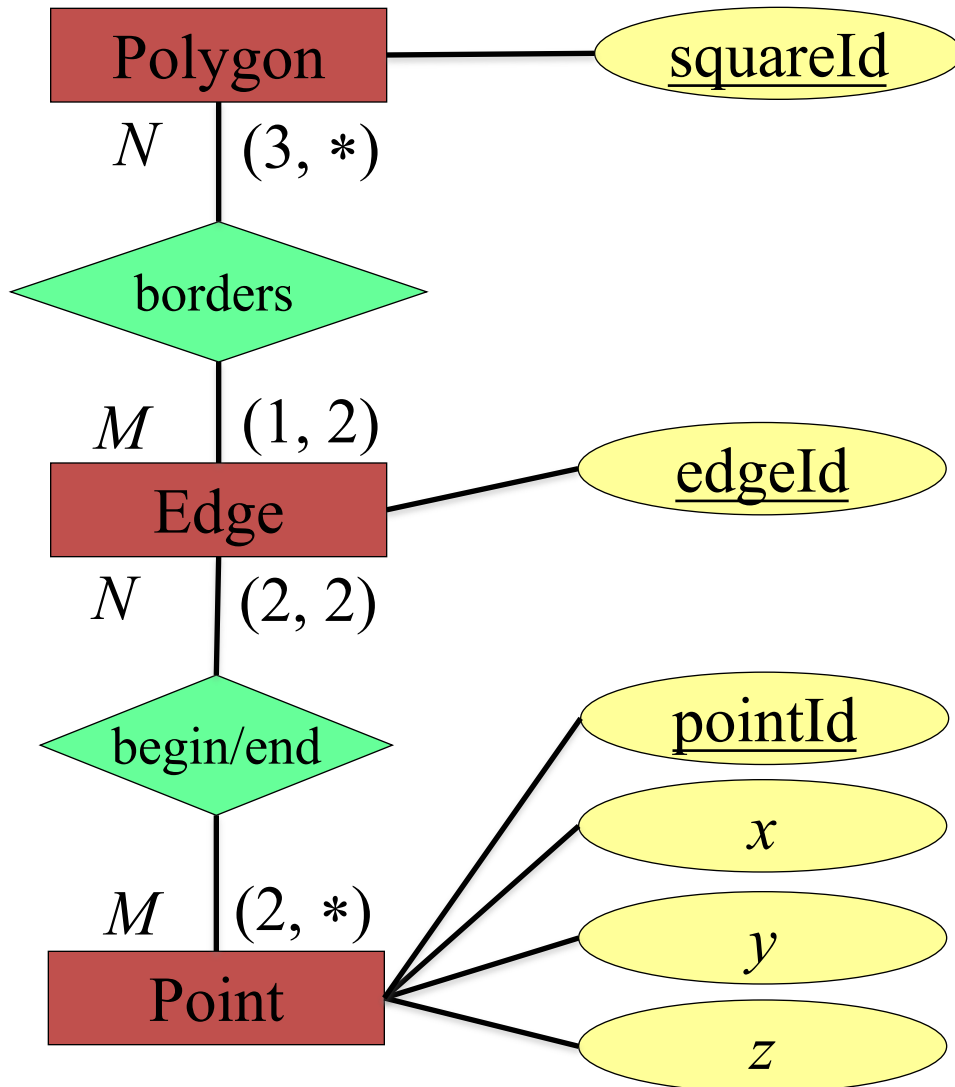 Polygon squareId
N (3, *)
borders
M (1, 2)
Edge edgeId
N (2, 2)
begin/end
pointId
x
M (2, *)
y
Point
z